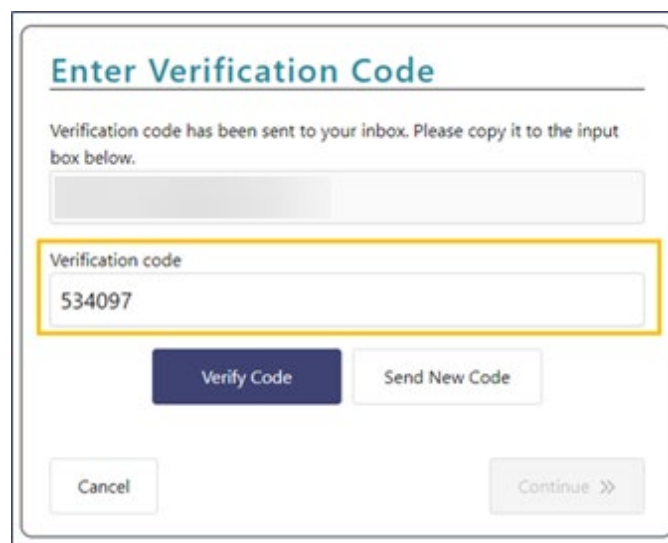 Enter Verification Code
Verification code has been sent to your inbox. Please copy it to the input
box below.
Verification code
534097
Verify Code
Send New Code
Cancel
Continue »